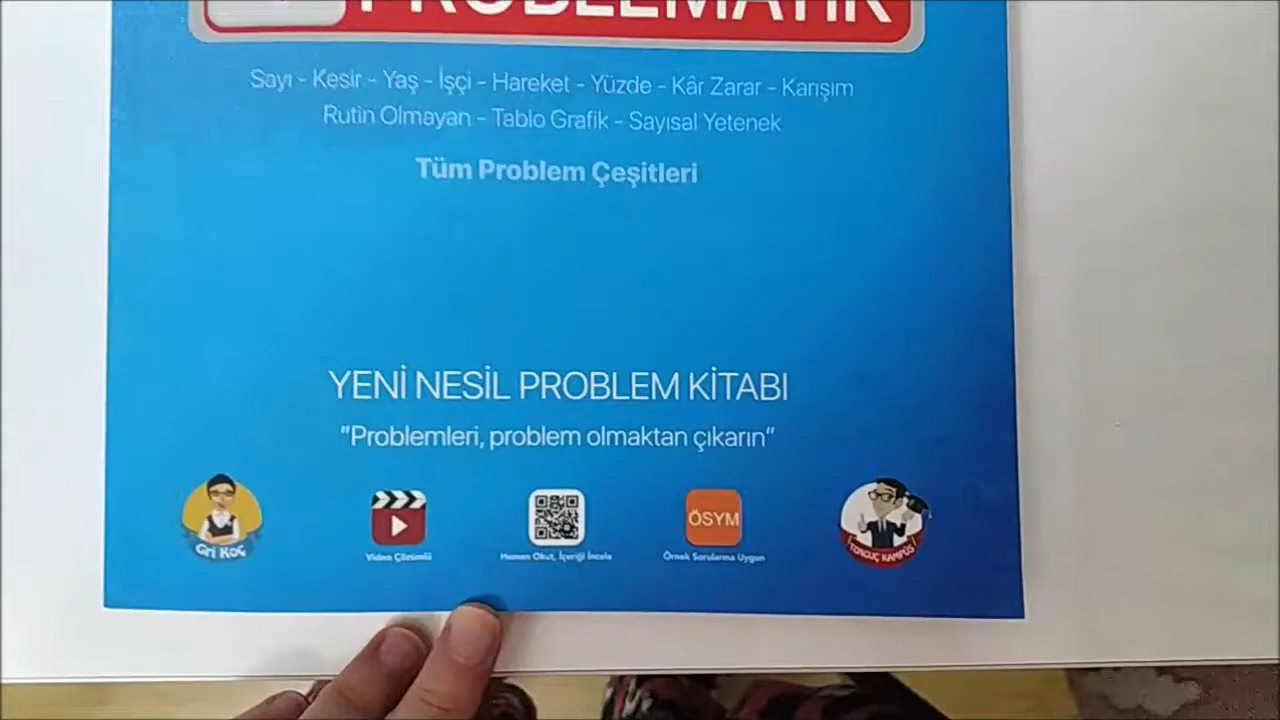 PROBLEMATİK
Sayı - Kesir - Yaş - İşçi - Hareket - Yüzde - Kâr Zarar - Karışım
Rutin Olmayan - Tablo Grafik - Sayısal Yetenek
Tüm Problem Çeşitleri
YENİ NESİL PROBLEM KİTABI
"Problemleri, problem olmaktan çıkarın"
Gri Koç
Video Çözümlü
Hemen Okut, İçeriği İncele
ÖSYM
Örnek Sorularına Uygun
TONGUÇ KAMPÜS